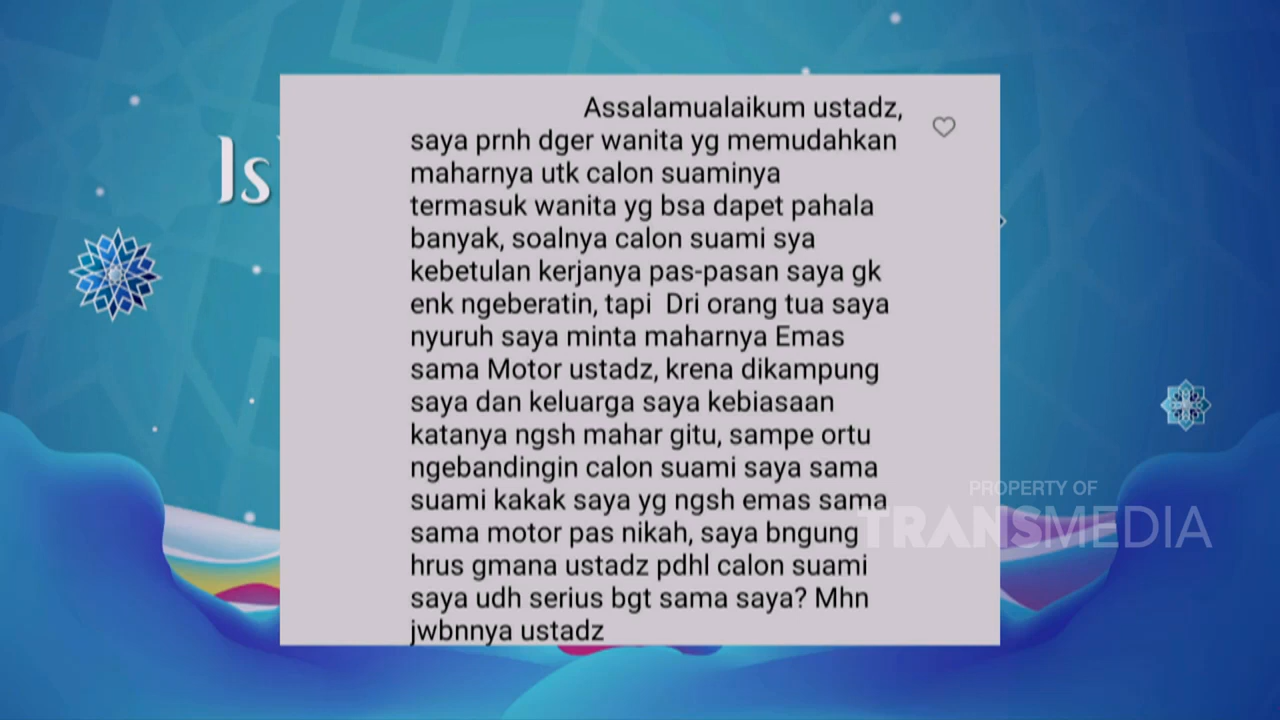 Is
Assalamualaikum ustadz,
saya prnh dger wanita yg memudahkan
maharnya utk calon suaminya
termasuk wanita yg bsa dapet pahala
banyak, soalnya calon suami sya
kebetulan kerjanya pas-pasan saya gk
enk ngeberatin, tapi  Dri orang tua saya
nyuruh saya minta maharnya Emas
sama Motor ustadz, krena dikampung
saya dan keluarga saya kebiasaan
katanya ngsh mahar gitu, sampe ortu
ngebandingin calon suami saya sama
suami kakak saya yg ngsh emas sama
sama motor pas nikah, saya bngung
hrus gmana ustadz pdhl calon suami
saya udh serius bgt sama saya? Mhn
jwbnnya ustadz
PROPERTY OF
TRANSMEDIA